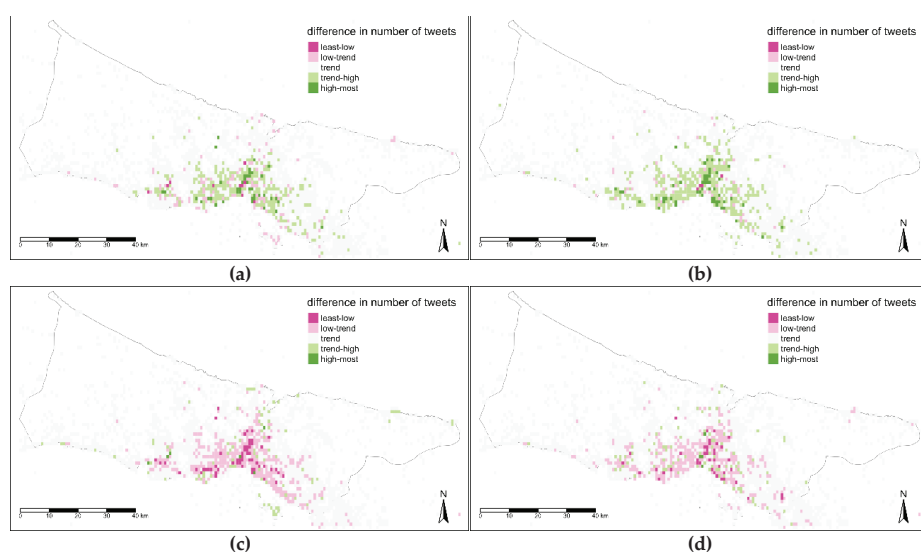 difference in number of tweets
least-low
low-trend
trend
trend-high
high-most
N
0 10 20 30 40 km
(a)
difference in number of tweets
least-low
low-trend
trend
trend-high
high-most
N
0 10 20 30 40 km
(b)
difference in number of tweets
least-low
low-trend
trend
trend-high
high-most
N
0 10 20 30 40 km
(c)
difference in number of tweets
least-low
low-trend
trend
trend-high
high-most
N
0 10 20 30 40 km
(d)